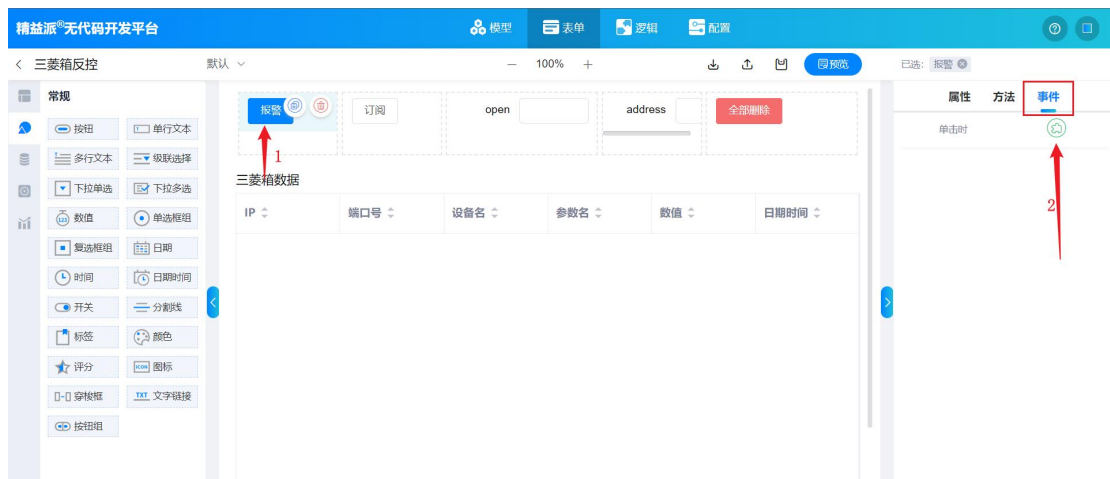 精益派®无代码开发平台 模型 表单 逻辑 配置
三菱箱反控 默认 100% 预览 已选: 报警
常规 报警 订阅 open address 全部删除 属性 方法 事件
按钮 单行文本 单击时
多行文本 级联选择 1
下拉单选 下拉多选 三菱箱数据
数值 单选框组 IP 端口号 设备名 参数名 数值 日期时间 2
复选框组 日期
时间 日期时间
开关 分割线
标签 颜色
评分 ICON 图标
穿梭框 TXT 文字链接
按钮组